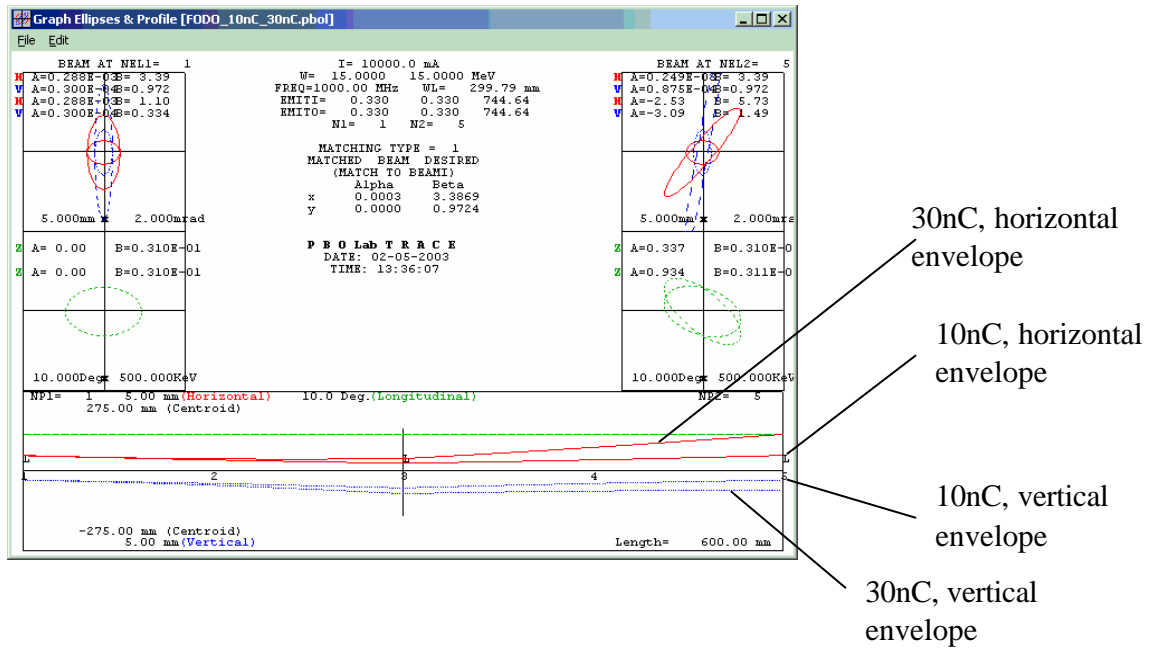 Graph Ellipses & Profile [FODO_10nC_30nC.pbol]
File Edit
BEAM AT NEL1= 1
H A=0.288E-03 B= 3.39
V A=0.300E-04 B=0.972
H A=0.288E-03 B= 1.10
V A=0.300E-04 B=0.334
5.000mm x 2.000mrad
Z A= 0.00 B=0.310E-01
Z A= 0.00 B=0.310E-01
10.000Deg x 500.000KeV
I= 10000.0 mA
W= 15.0000 15.0000 MeV
FREQ=1000.00 MHz WL= 299.79 mm
EMITI= 0.330 0.330 744.64
EMITO= 0.330 0.330 744.64
N1= 1 N2= 5
MATCHING TYPE = 1
MATCHED BEAM DESIRED
(MATCH TO BEAMI)
Alpha Beta
x 0.0003 3.3869
y 0.0000 0.9724
PBO Lab TRACE
DATE: 02-05-2003
TIME: 13:36:07
BEAM AT NEL2= 5
H B= 3.39
V A=0.875E-04 B=0.972
H A=-2.53 B= 5.73
V A=-3.09 B= 1.49
5.000mm x 2.000mra
Z A=0.337 B=0.310E-0
Z A=0.934 B=0.311E-0
10.000Deg x 500.000KeV
NP1= 1 5.00 mm(Horizontal) 10.0 Deg.(Longitudinal) NP2= 5
275.00 mm (Centroid)
L L L
1 2 3 4 5
-275.00 mm (Centroid)
5.00 mm(Vertical) Length= 600.00 mm
30nC, horizontal
envelope
10nC, horizontal
envelope
10nC, vertical
envelope
30nC, vertical
envelope